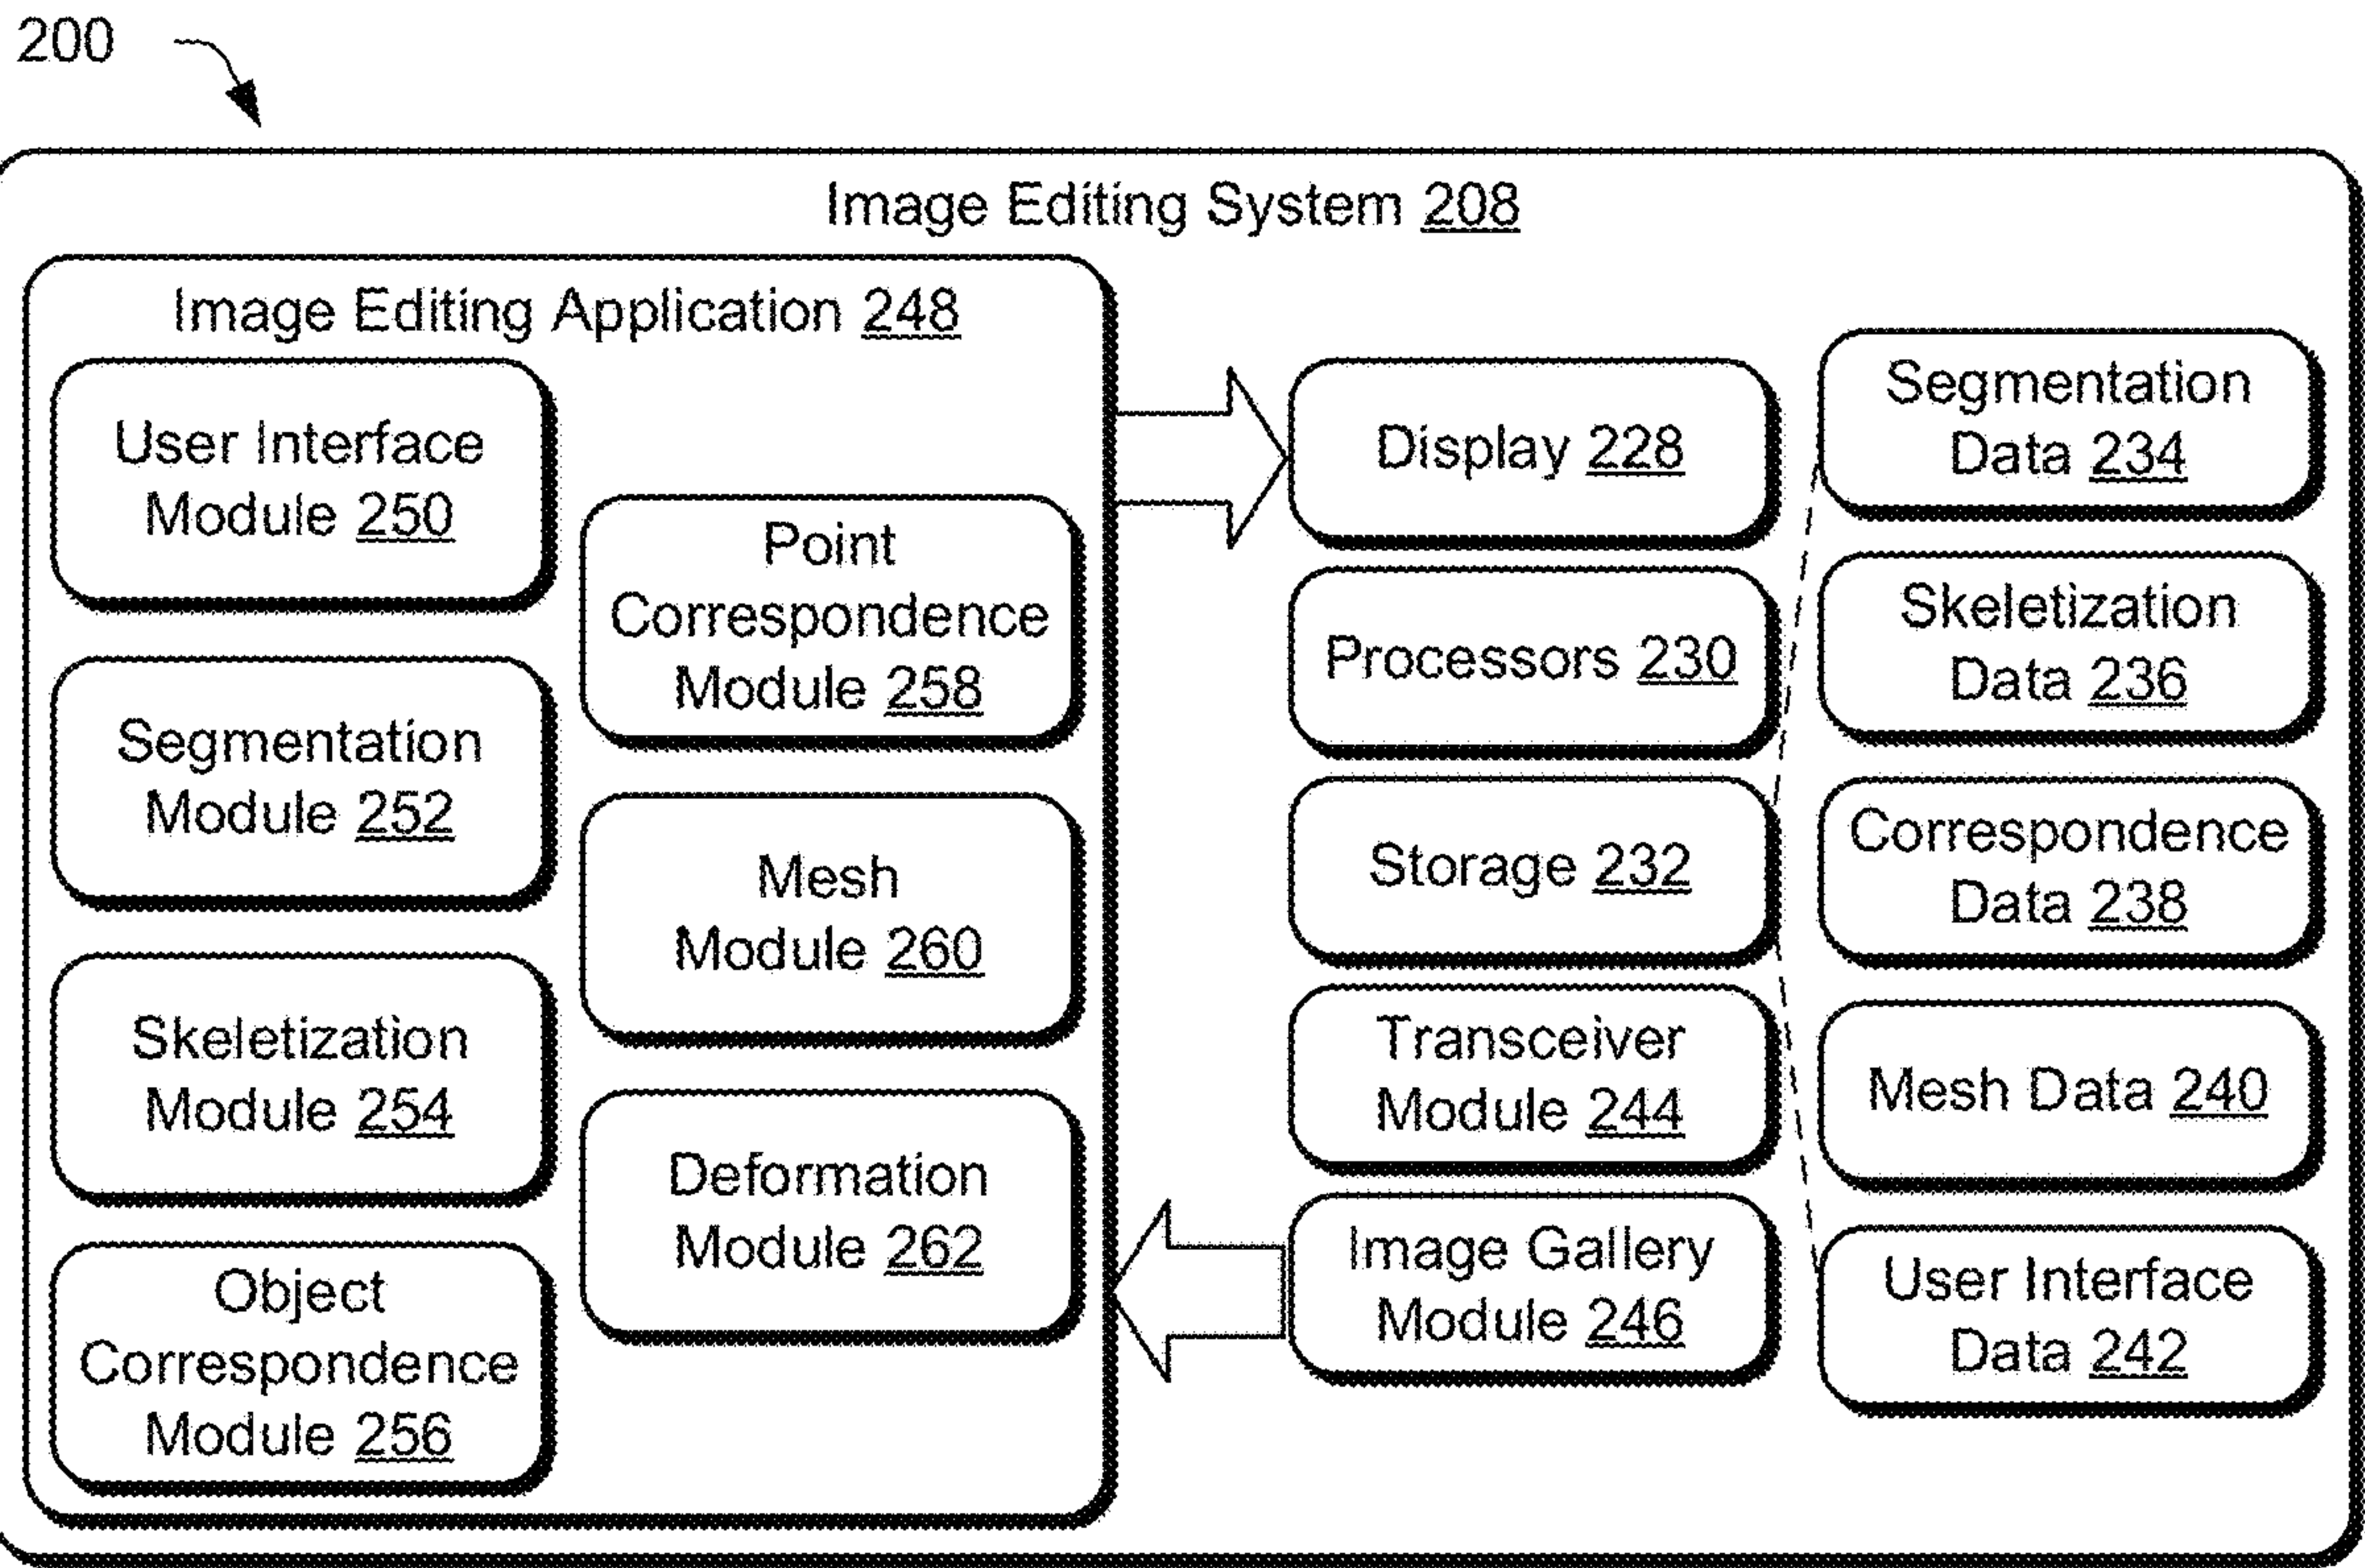 200
Image Editing System 208
Image Editing Application 248
User Interface
Module 250
Segmentation
Module 252
Skeletization
Module 254
Object
Correspondence
Module 256
Point
Correspondence
Module 258
Mesh
Module 260
Deformation
Module 262
Display 228
Processors 230
Storage 232
Transceiver
Module 244
Image Gallery
Module 246
Segmentation
Data 234
Skeletization
Data 236
Correspondence
Data 238
Mesh Data 240
User Interface
Data 242